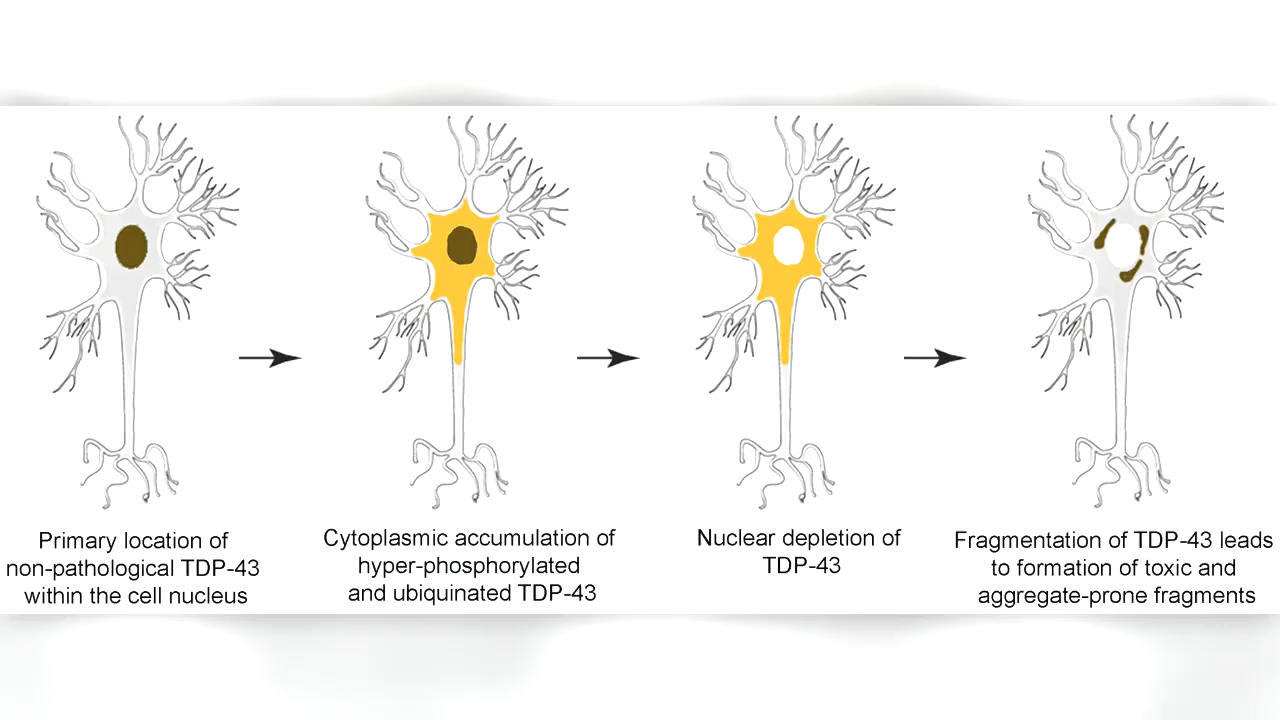 Primary location of
non-pathological TDP-43
within the cell nucleus
Cytoplasmic accumulation of
hyper-phosphorylated
and ubiquinated TDP-43
Nuclear depletion of
TDP-43
Fragmentation of TDP-43 leads
to formation of toxic and
aggregate-prone fragments